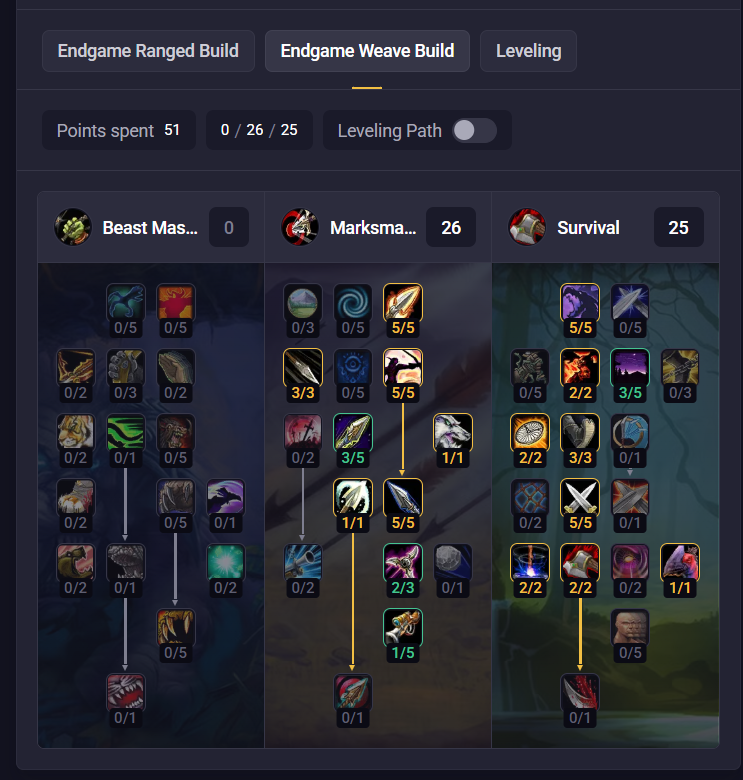 Endgame Ranged Build Endgame Weave Build Leveling
Points spent 51 0 / 26 / 25 Leveling Path
Beast Mas... 0 Marksma... 26 Survival 25
0/5 0/5 0/3 0/5 5/5 5/5 0/5
0/2 0/3 0/2 3/3 0/5 5/5 0/5 2/2 3/5 0/3
0/2 0/1 0/5 0/2 3/5 1/1 2/2 3/3 0/1
0/2 0/5 0/1 1/1 5/5 0/2 5/5 0/1
0/2 0/1 0/2 0/2 2/3 0/1 2/2 2/2 0/2 1/1
0/5 1/5 0/5
0/1 0/1 0/1